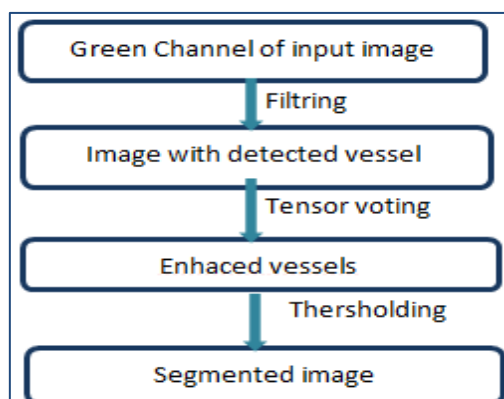 Green Channel of input image
Filtring
Image with detected vessel
Tensor voting
Enhaced vessels
Thersholding
Segmented image